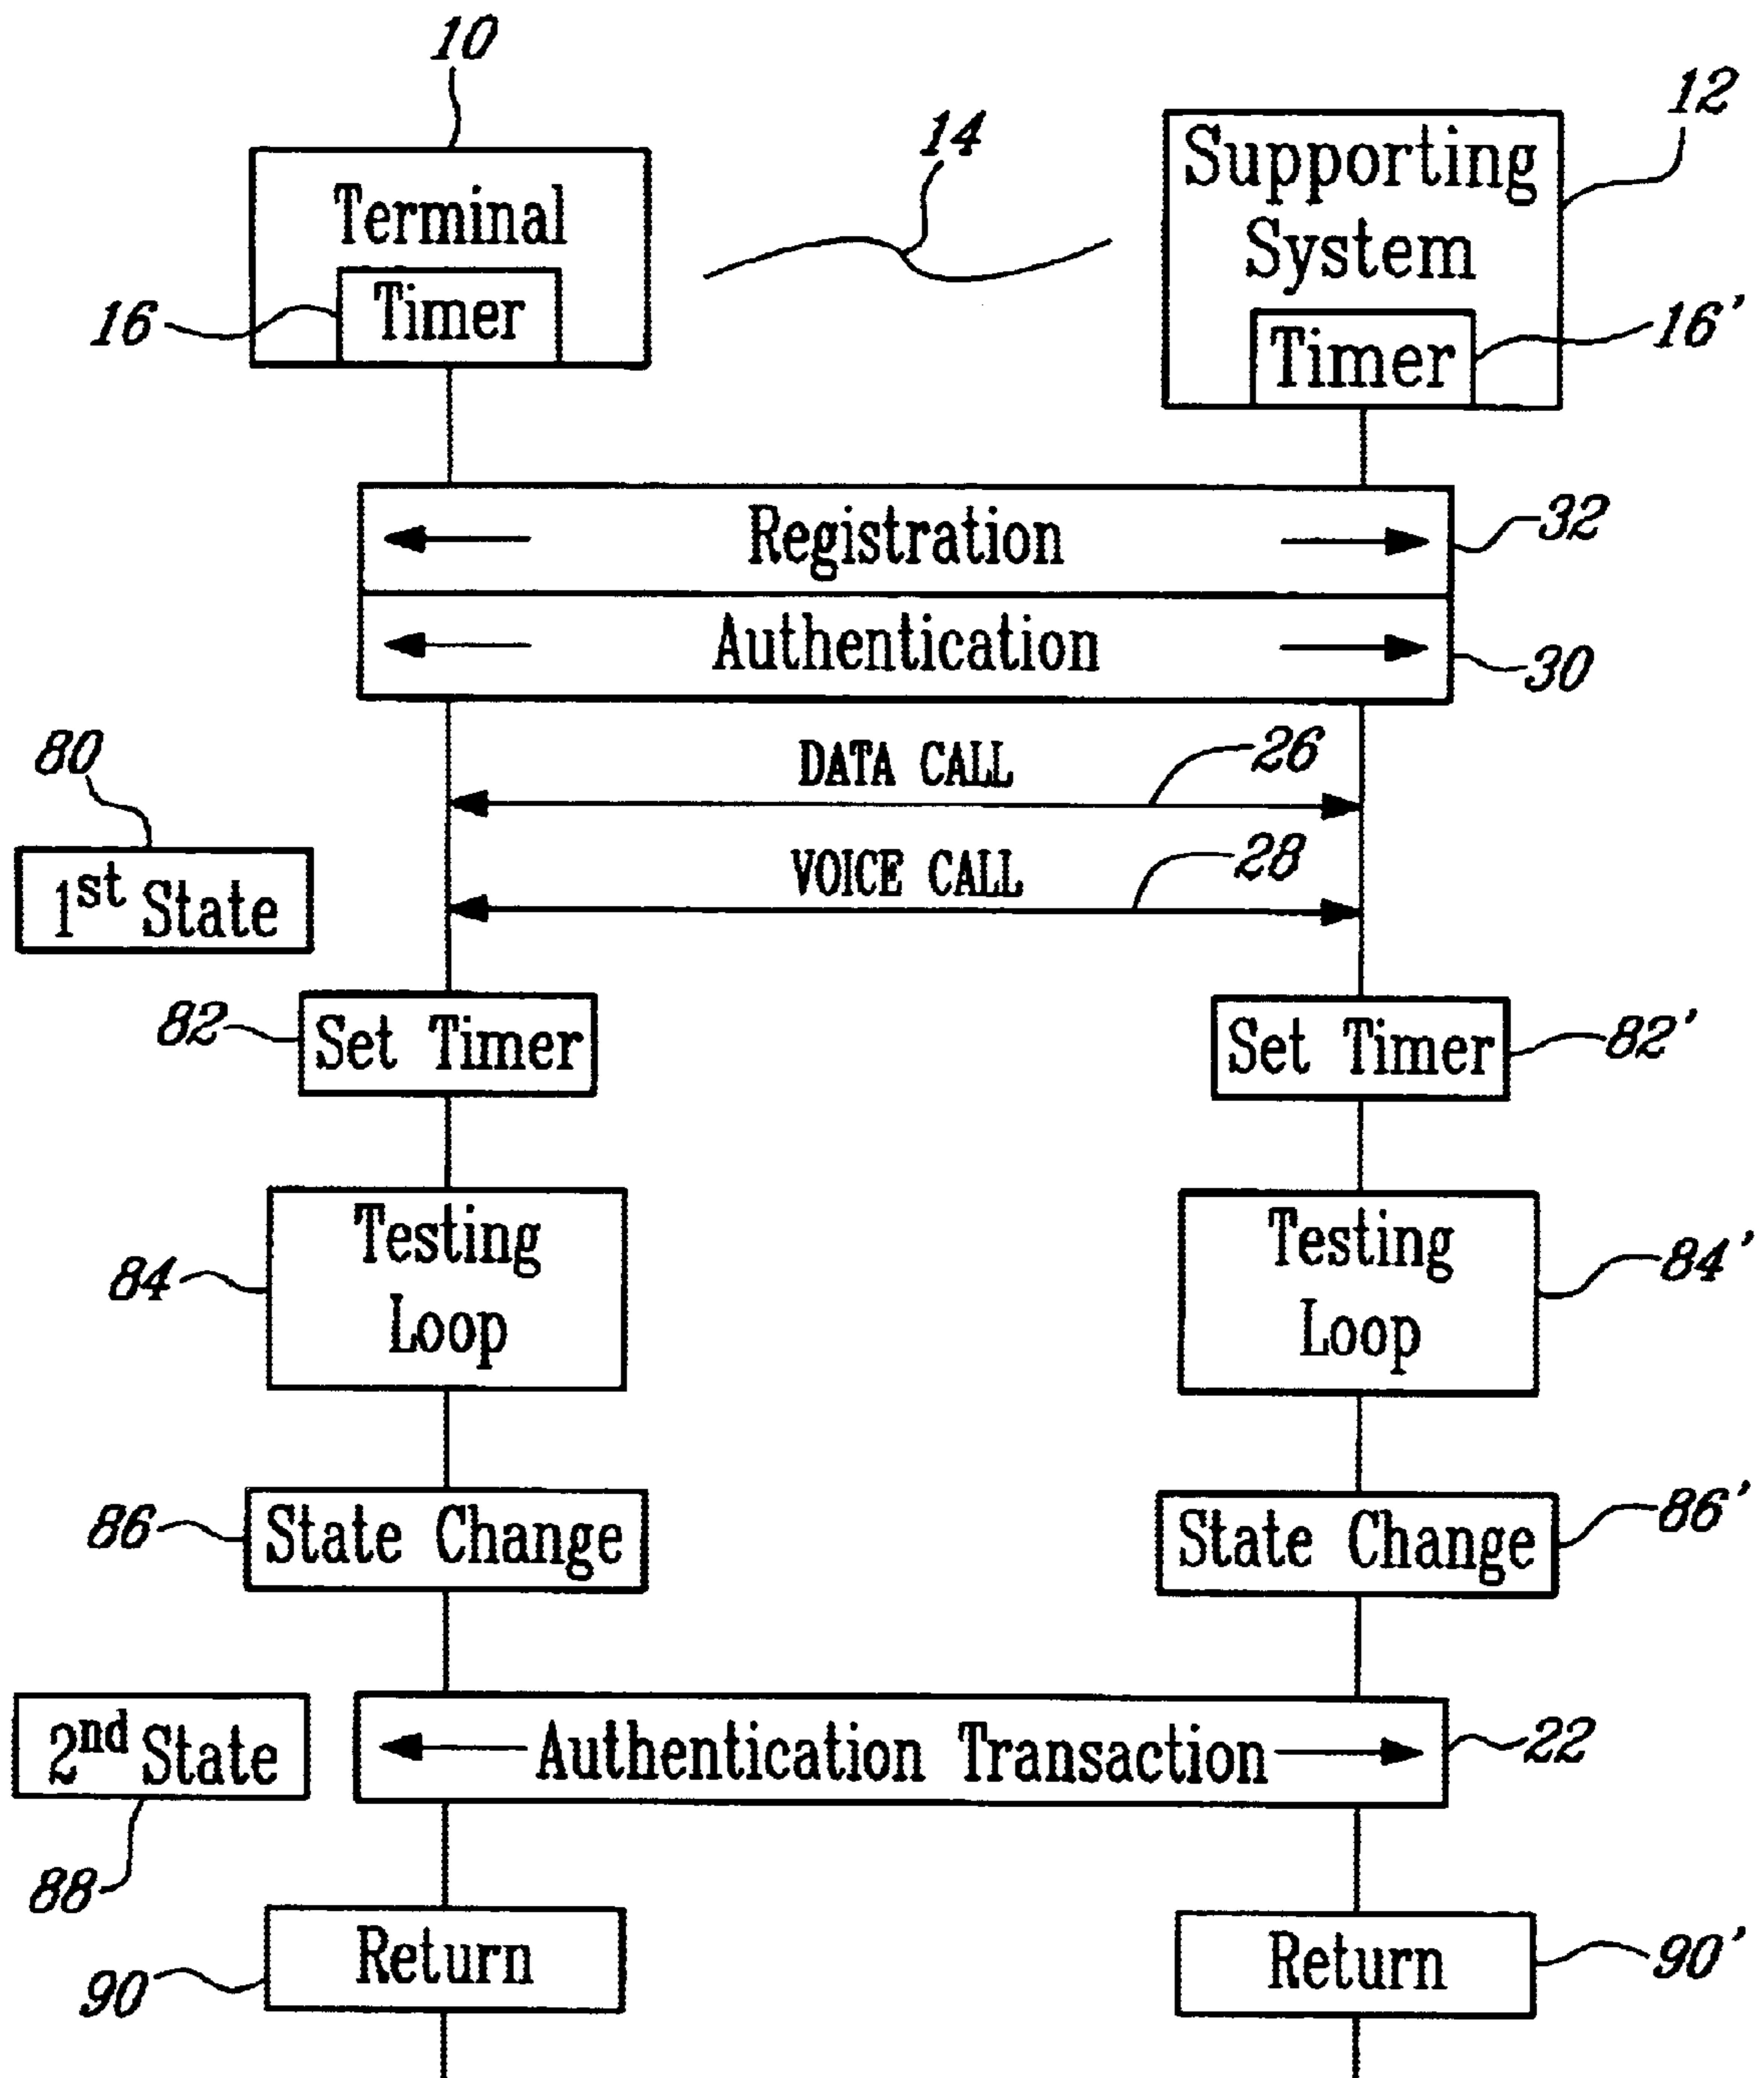 10
14
12
Terminal
Timer
16
Supporting
System
Timer
16'
Registration
32
Authentication
30
80
DATA CALL
26
1st State
VOICE CALL
28
82
Set Timer
Set Timer
82'
84
Testing
Loop
Testing
Loop
84'
86
State Change
State Change
86'
2nd State
Authentication Transaction
22
88
90
Return
Return
90'